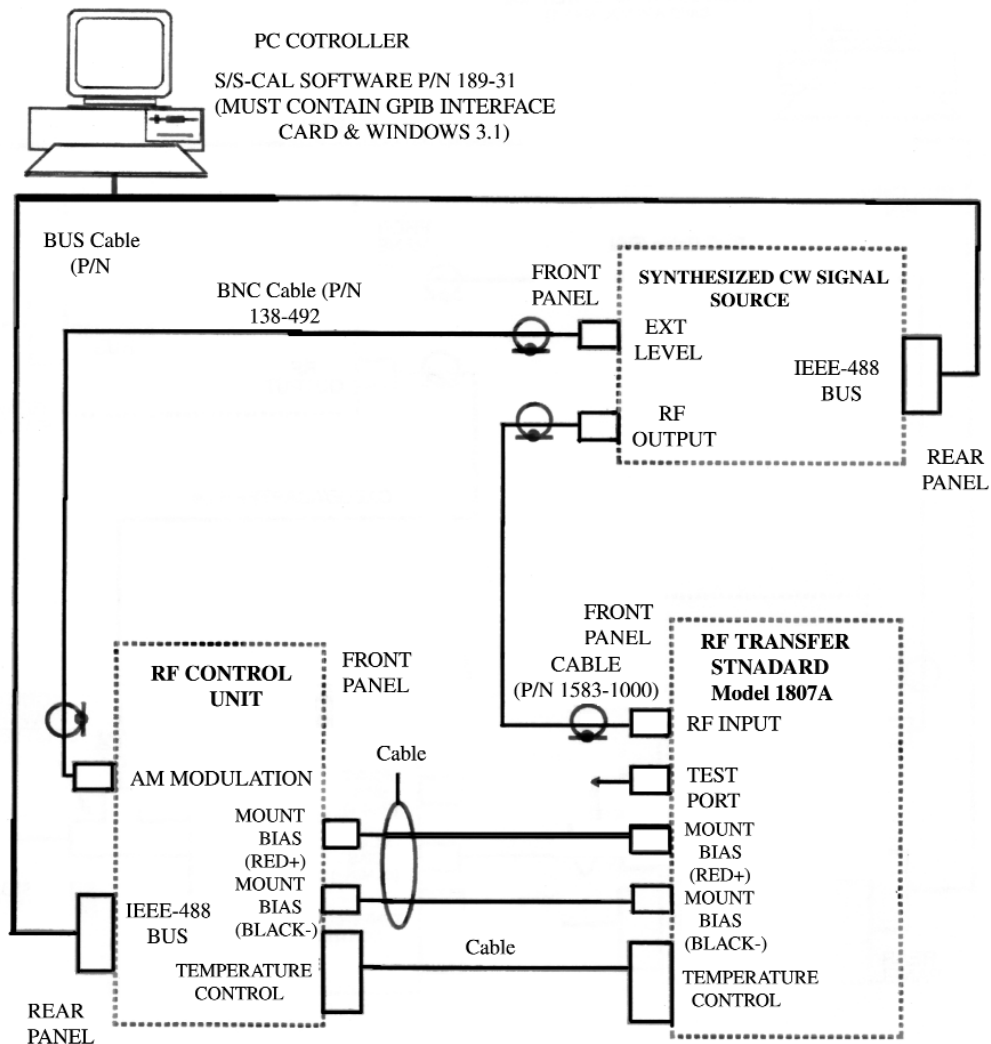 PC COTROLLER
S/S-CAL SOFTWARE P/N 189-31
(MUST CONTAIN GPIB INTERFACE
CARD & WINDOWS 3.1)
BUS Cable
(P/N
BNC Cable (P/N
138-492
FRONT
PANEL
SYNTHESIZED CW SIGNAL
SOURCE
EXT
LEVEL
IEEE-488
BUS
RF
OUTPUT
REAR
PANEL
FRONT
PANEL
CABLE
(P/N 1583-1000)
RF TRANSFER
STNADARD
Model 1807A
RF INPUT
TEST
PORT
MOUNT
BIAS
(RED+)
MOUNT
BIAS
(BLACK-)
TEMPERATURE
CONTROL
RF CONTROL
UNIT
FRONT
PANEL
AM MODULATION
Cable
MOUNT
BIAS
(RED+)
MOUNT
BIAS
(BLACK-)
IEEE-488
BUS
TEMPERATURE
CONTROL
Cable
REAR
PANEL